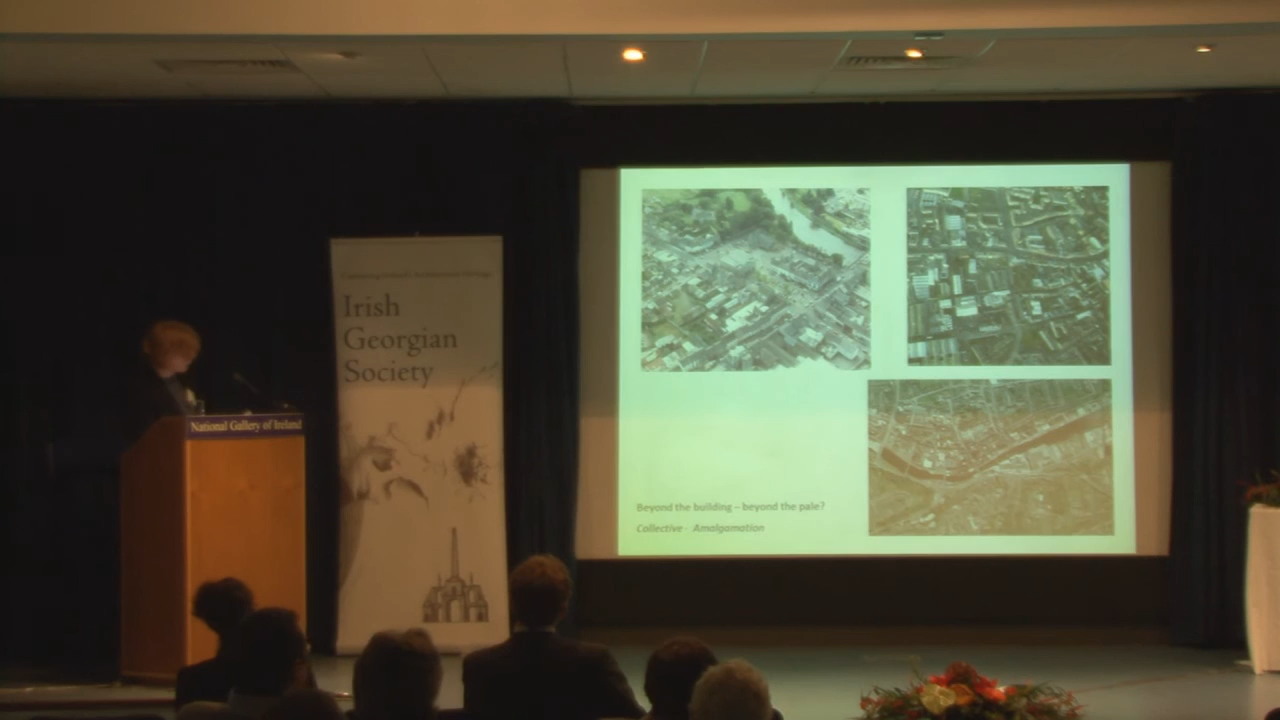 Irish
Georgian
Society
National Gallery of Ireland
Beyond the building – beyond the pale?
Collective - Amalgamation